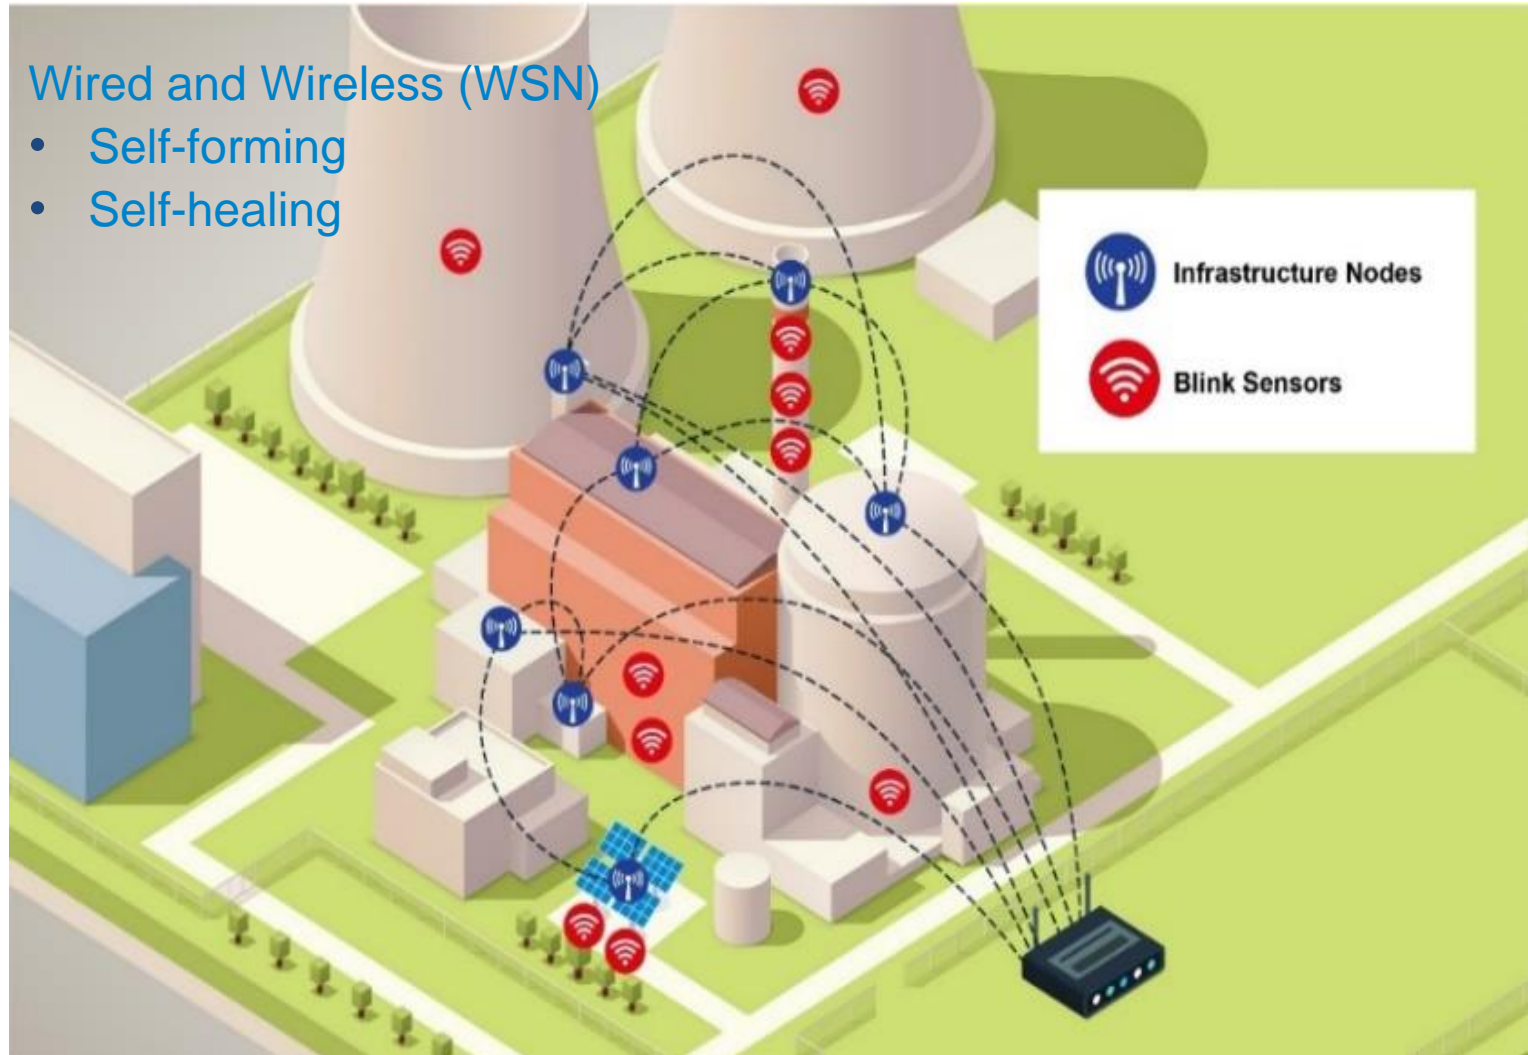 Wired and Wireless (WSN)
• Self-forming
• Self-healing
Infrastructure Nodes
Blink Sensors